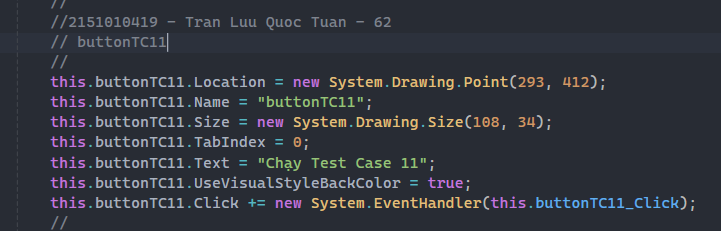 //
//2151010419 - Tran Luu Quoc Tuan - 62
// buttonTC11
//
this.buttonTC11.Location = new System.Drawing.Point(293, 412);
this.buttonTC11.Name = "buttonTC11";
this.buttonTC11.Size = new System.Drawing.Size(108, 34);
this.buttonTC11.TabIndex = 0;
this.buttonTC11.Text = "Chạy Test Case 11";
this.buttonTC11.UseVisualStyleBackColor = true;
this.buttonTC11.Click += new System.EventHandler(this.buttonTC11_Click);
//